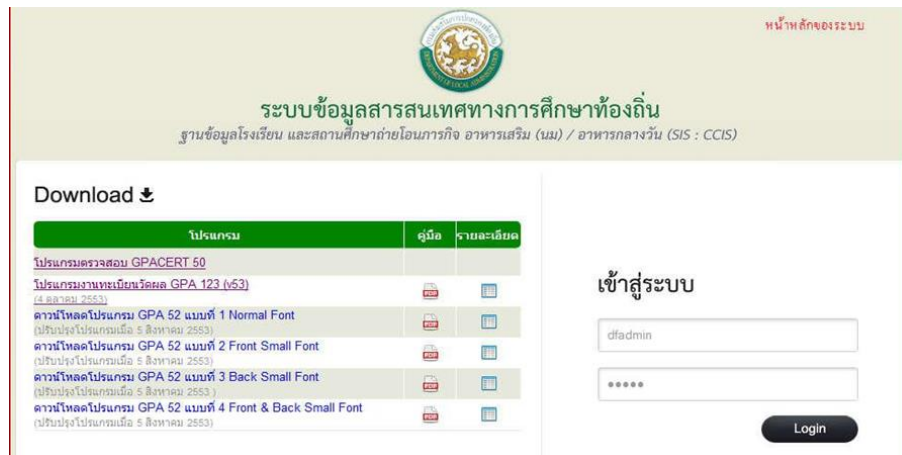 หน้าหลักของระบบ
DEPARTMENT OF LOCAL ADMINISTRATION
ระบบข้อมูลสารสนเทศทางการศึกษาท้องถิ่น
ฐานข้อมูลโรงเรียน และสถานศึกษาถ่ายโอนภารกิจ อาหารเสริม (นม) / อาหารกลางวัน (SIS : CCIS)
Download
โปรแกรม คู่มือ รายละเอียด
โปรแกรมตรวจสอบ GPACERT 50
โปรแกรมงานทะเบียนวัดผล GPA 123 (v53)
(4 ตุลาคม 2553)
ดาวน์โหลดโปรแกรม GPA 52 แบบที่ 1 Normal Font
(ปรับปรุงโปรแกรมเมื่อ 5 สิงหาคม 2553)
ดาวน์โหลดโปรแกรม GPA 52 แบบที่ 2 Front Small Font
(ปรับปรุงโปรแกรมเมื่อ 5 สิงหาคม 2553)
ดาวน์โหลดโปรแกรม GPA 52 แบบที่ 3 Back Small Font
(ปรับปรุงโปรแกรมเมื่อ 5 สิงหาคม 2553 )
ดาวน์โหลดโปรแกรม GPA 52 แบบที่ 4 Front & Back Small Font
(ปรับปรุงโปรแกรมเมื่อ 5 สิงหาคม 2553)
เข้าสู่ระบบ
dfadmin
Login